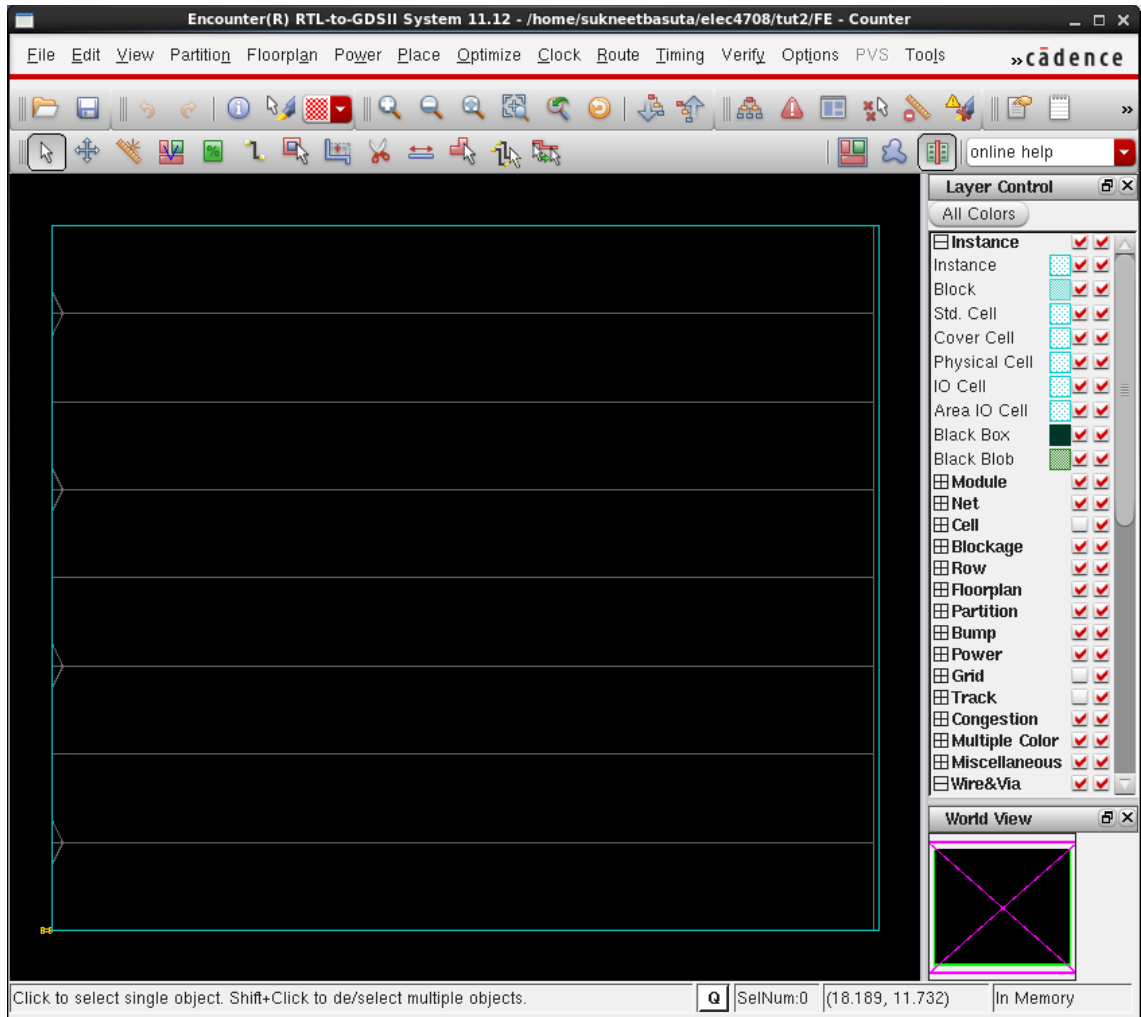 Encounter(R) RTL-to-GDSII System 11.12 - /home/sukneetbasuta/elec4708/tut2/FE - Counter
File Edit View Partition Floorplan Power Place Optimize Clock Route Timing Verify Options PVS Tools »cādence
»
online help
Layer Control
All Colors
Instance
Instance
Block
Std. Cell
Cover Cell
Physical Cell
IO Cell
Area IO Cell
Black Box
Black Blob
Module
Net
Cell
Blockage
Row
Floorplan
Partition
Bump
Power
Grid
Track
Congestion
Multiple Color
Miscellaneous
Wire&Via
World View
Click to select single object. Shift+Click to de/select multiple objects. Q SelNum:0 (18.189, 11.732) In Memory